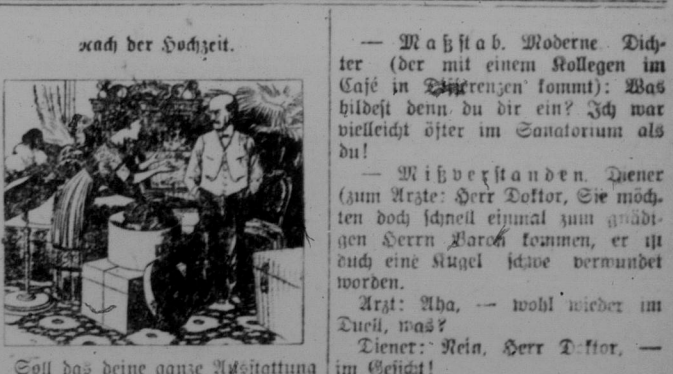 Nach der Hochzeit.
Soll das deine ganze Ausstattung
— Maßstab. Moderne Dich-
ter (der mit einem Kollegen im
Café in Differenzen kommt): Was
bildest denn du dir ein? Ich war
vielleicht öfter im Sanatorium als
du!
— Mißverstanden. Diener
(zum Arzte: Herr Doktor, Sie möch-
ten doch schnell einmal zum gnädi-
gen Herrn Baron kommen, er ist
duch eine Kugel verwundet
worden.
Arzt: Aha, — wohl wieder im
Duell, was?
Diener: Nein, Herr D ktor, —
im Gesicht!